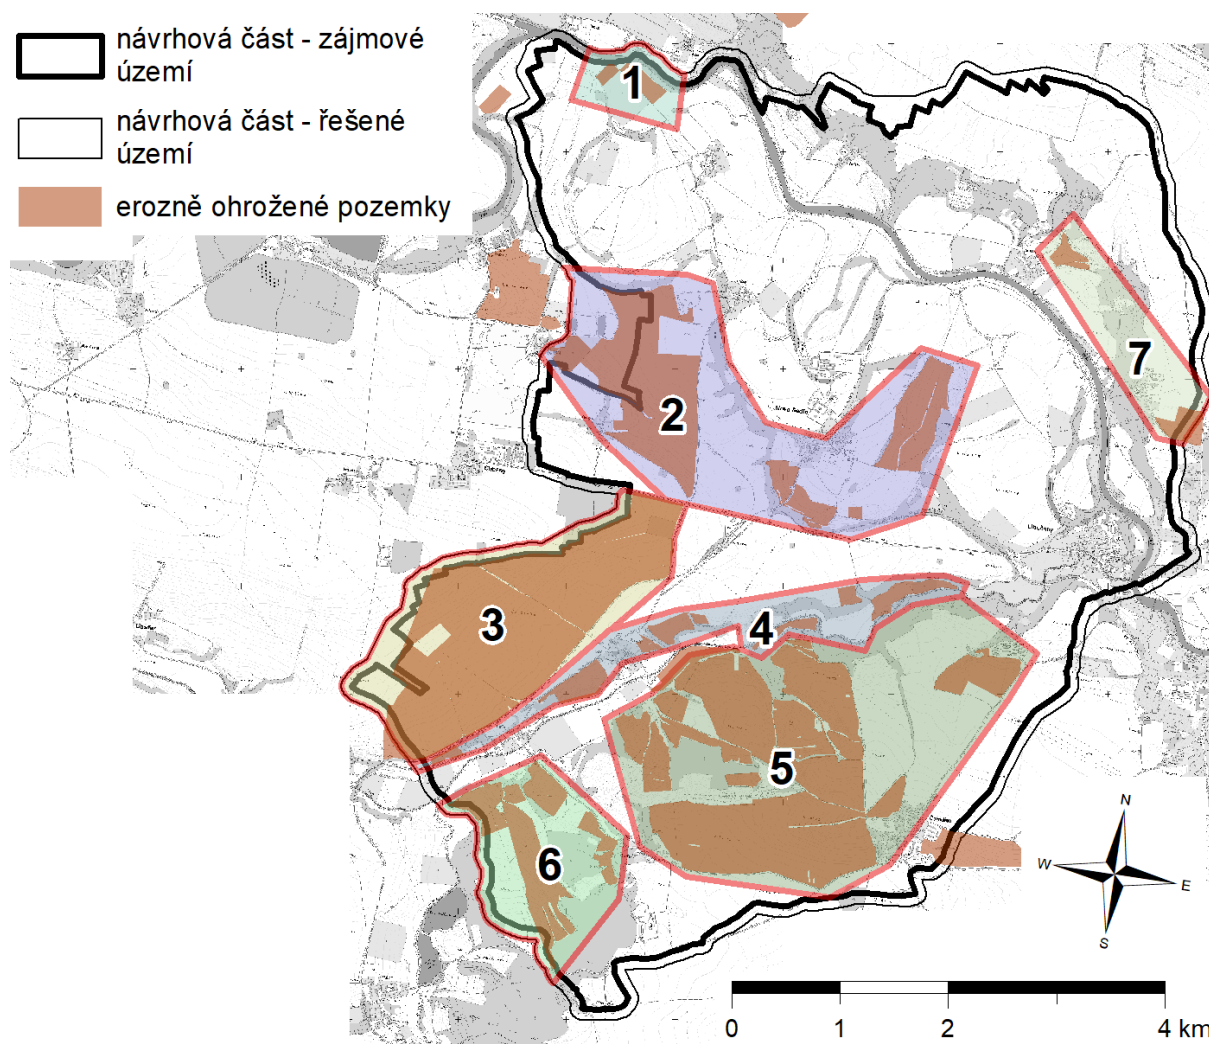 návrhová část - zájmové
území
návrhová část - řešené
území
erozně ohrožené pozemky
1
7
2
3
4
5
6
N
W
E
S
0 1 2 4 km